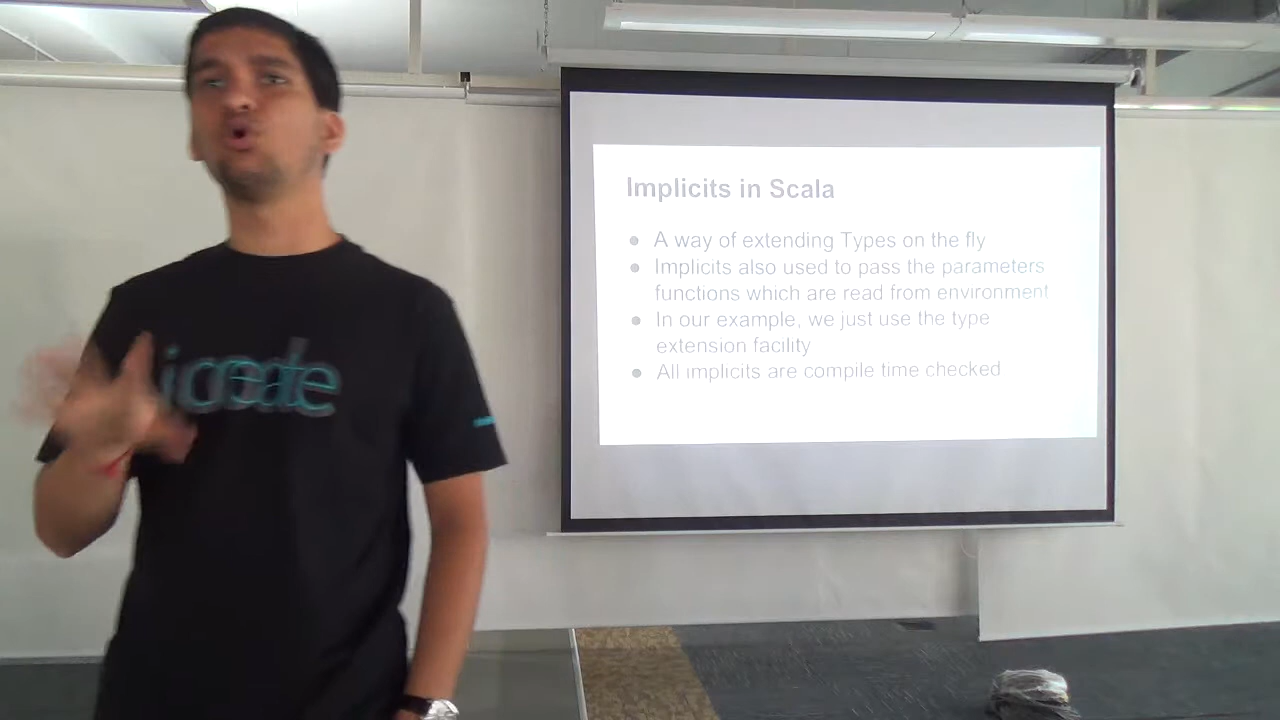 Implicits in Scala
A way of extending Types on the fly
Implicits also used to pass the parameters
functions which are read from environment
In our example, we just use the type
extension facility
All implicits are compile time checked
i create